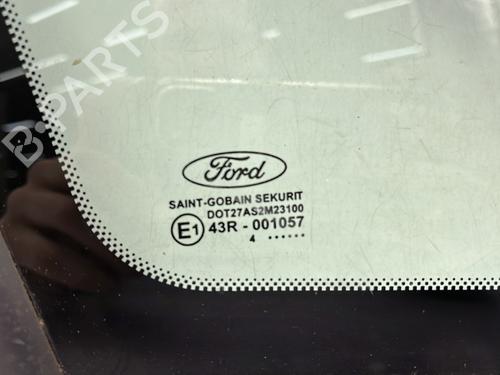 B-PARTS
Ford
SAINT-GOBAIN SEKURIT
DOT27AS2M23100
E1 43R - 001057
4 ......